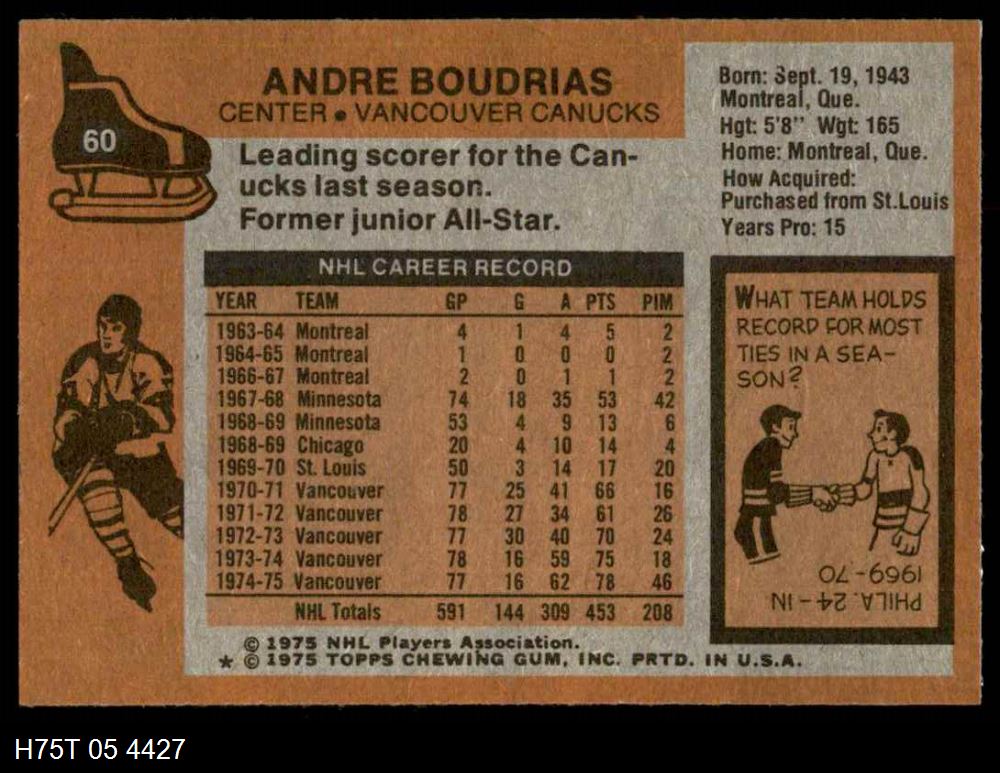 60
ANDRE BOUDRIAS
CENTER • VANCOUVER CANUCKS
Leading scorer for the Can-
ucks last season.
Former junior All-Star.
Born: Sept. 19, 1943
Montreal, Que.
Hgt: 5'8" Wgt: 165
Home: Montreal, Que.
How Acquired:
Purchased from St.Louis
Years Pro: 15
NHL CAREER RECORD
YEAR TEAM GP G A PTS PIM
1963-64 Montreal 4 1 4 5 2
1964-65 Montreal 1 0 0 0 2
1966-67 Montreal 2 0 1 1 2
1967-68 Minnesota 74 18 35 53 42
1968-69 Minnesota 53 4 9 13 6
1968-69 Chicago 20 4 10 14 4
1969-70 St. Louis 50 3 14 17 20
1970-71 Vancouver 77 25 41 66 16
1971-72 Vancouver 78 27 34 61 26
1972-73 Vancouver 77 30 40 70 24
1973-74 Vancouver 78 16 59 75 18
1974-75 Vancouver 77 16 62 78 46
NHL Totals 591 144 309 453 208
WHAT TEAM HOLDS
RECORD FOR MOST
TIES IN A SEA-
SON?
PHILA. 24-IN
1969-70
© 1975 NHL Players Association.
* © 1975 TOPPS CHEWING GUM, INC. PRTD. IN U.S.A.
H75T 05 4427